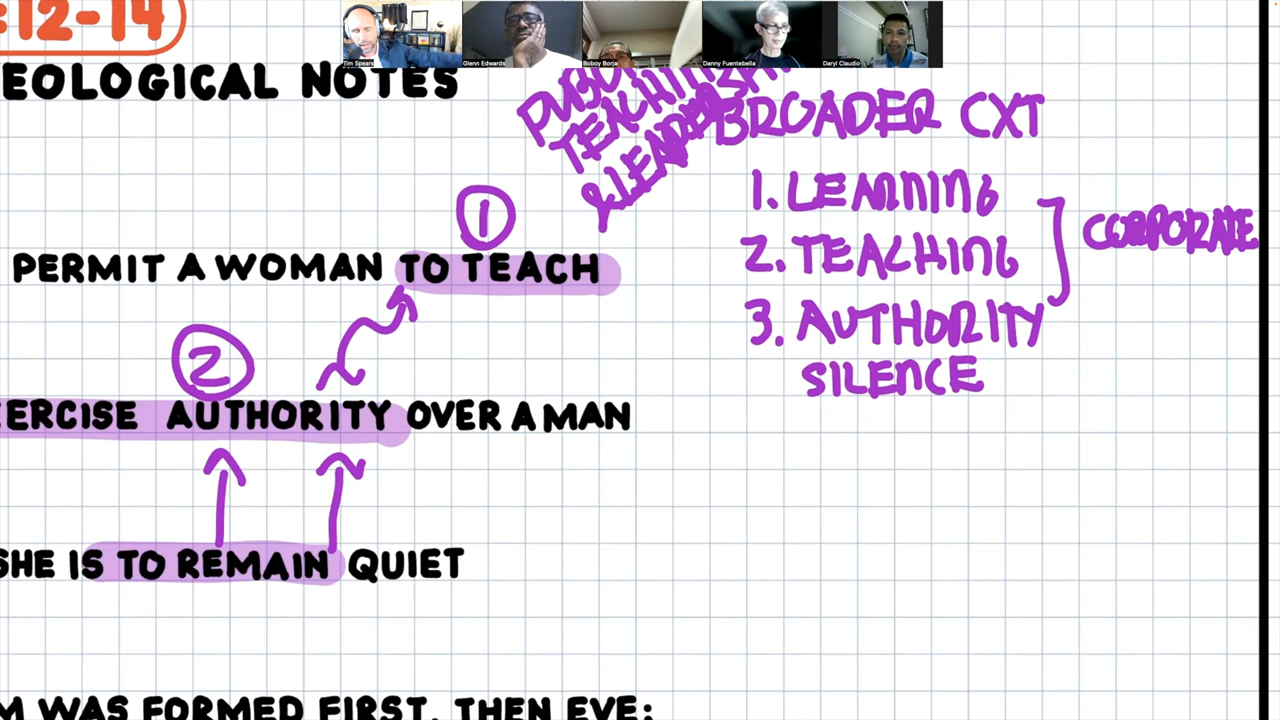 :12-14
Tim Spears
Glenn Edwards
Boboy Borja
Danny Fuentebella
Daryl Claudio
EOLOGICAL NOTES
TEACHING
& LEADERSHIP
BROADER CXT
1. LEARNING
2. TEACHING
3. AUTHORITY
SILENCE
CORPORATE
1
PERMIT A WOMAN TO TEACH
2
ERCISE AUTHORITY OVER A MAN
SHE IS TO REMAIN QUIET
M WAS FORMED FIRST, THEN EVE;